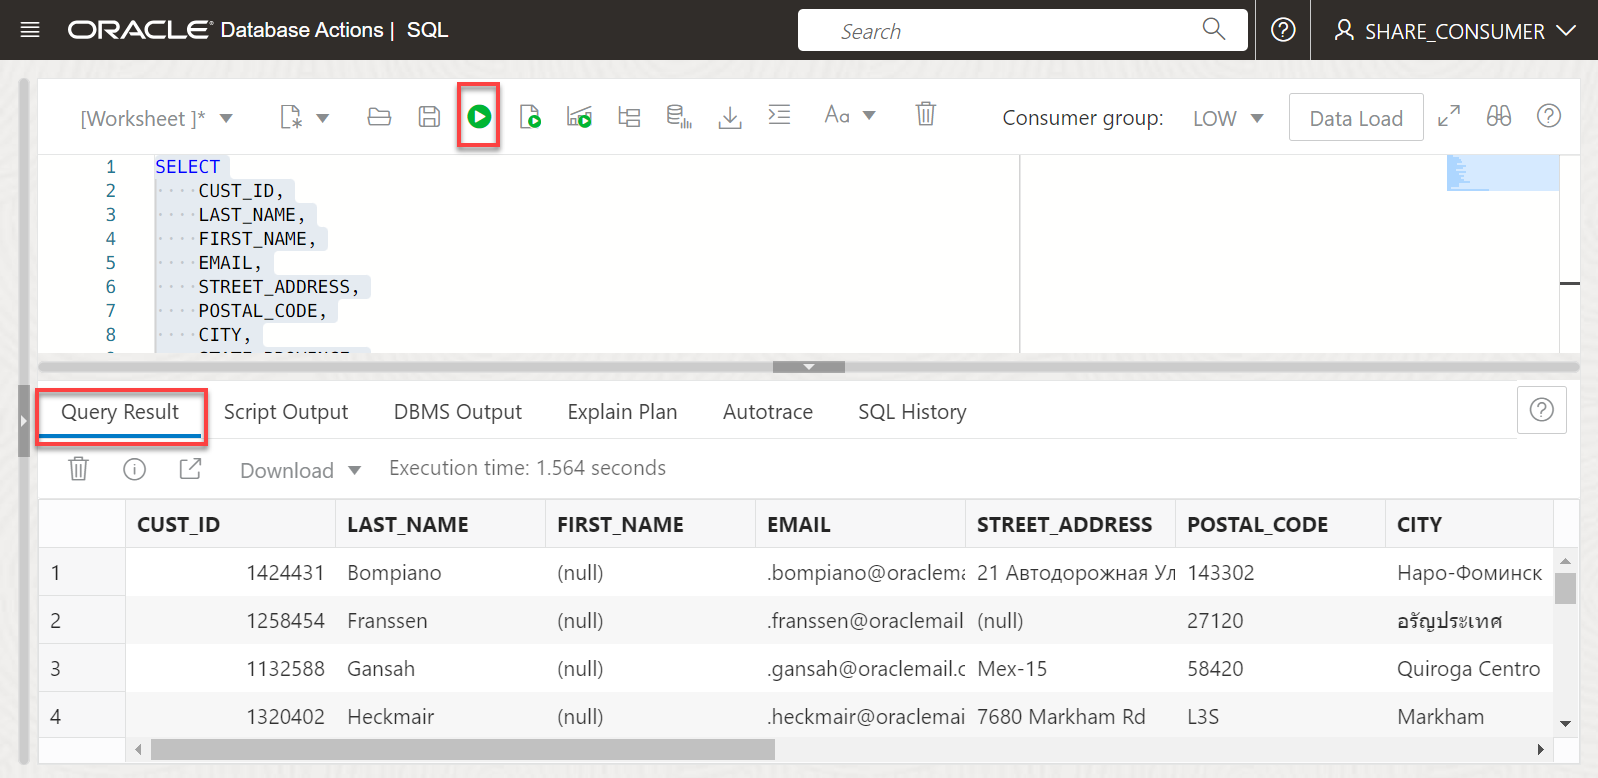 ORACLE® Database Actions | SQL
Search
SHARE_CONSUMER
[Worksheet ]*
Aa
Consumer group: LOW
Data Load
1 SELECT
2 CUST_ID,
3 LAST_NAME,
4 FIRST_NAME,
5 EMAIL,
6 STREET_ADDRESS,
7 POSTAL_CODE,
8 CITY,
Query Result Script Output DBMS Output Explain Plan Autotrace SQL History
Download Execution time: 1.564 seconds
CUST_ID LAST_NAME FIRST_NAME EMAIL STREET_ADDRESS POSTAL_CODE CITY
1 1424431 Bompiano (null) .bompiano@oraclema 21 Автодорожная Ул 143302 Наро-Фоминск
2 1258454 Franssen (null) .franssen@oraclemail (null) 27120 อรัญประเทศ
3 1132588 Gansah (null) .gansah@oraclemail.c Mex-15 58420 Quiroga Centro
4 1320402 Heckmair (null) .heckmair@oraclemai 7680 Markham Rd L3S Markham